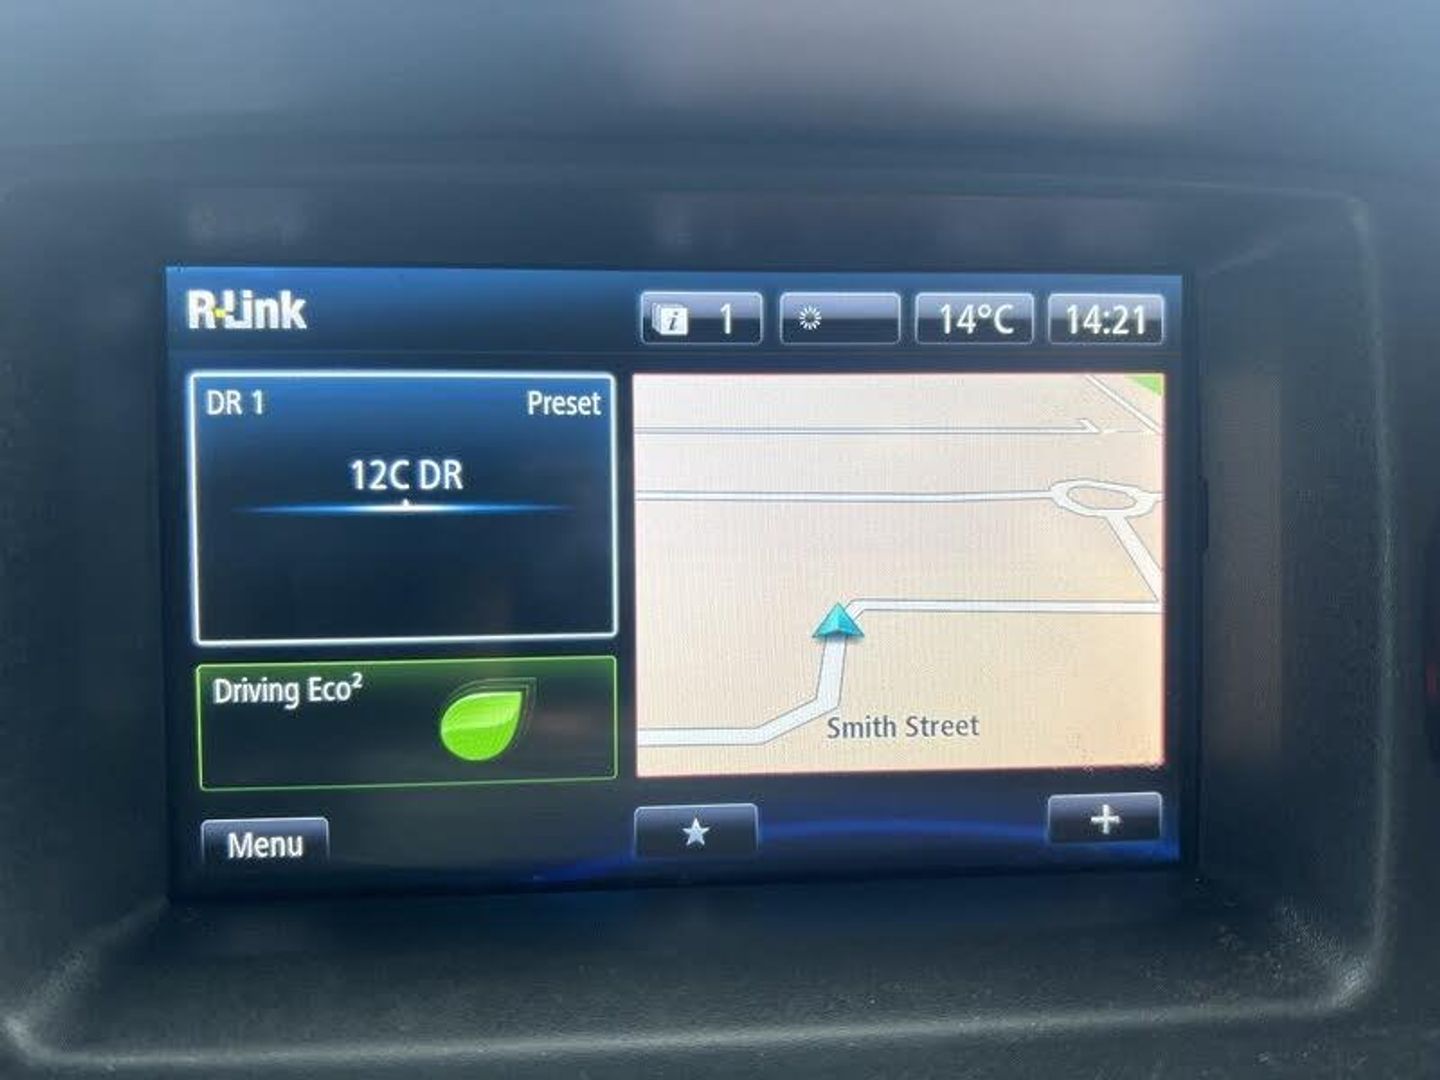 R-Link
1
14°C
14:21
DR 1
Preset
12C DR
Driving Eco²
Smith Street
Menu